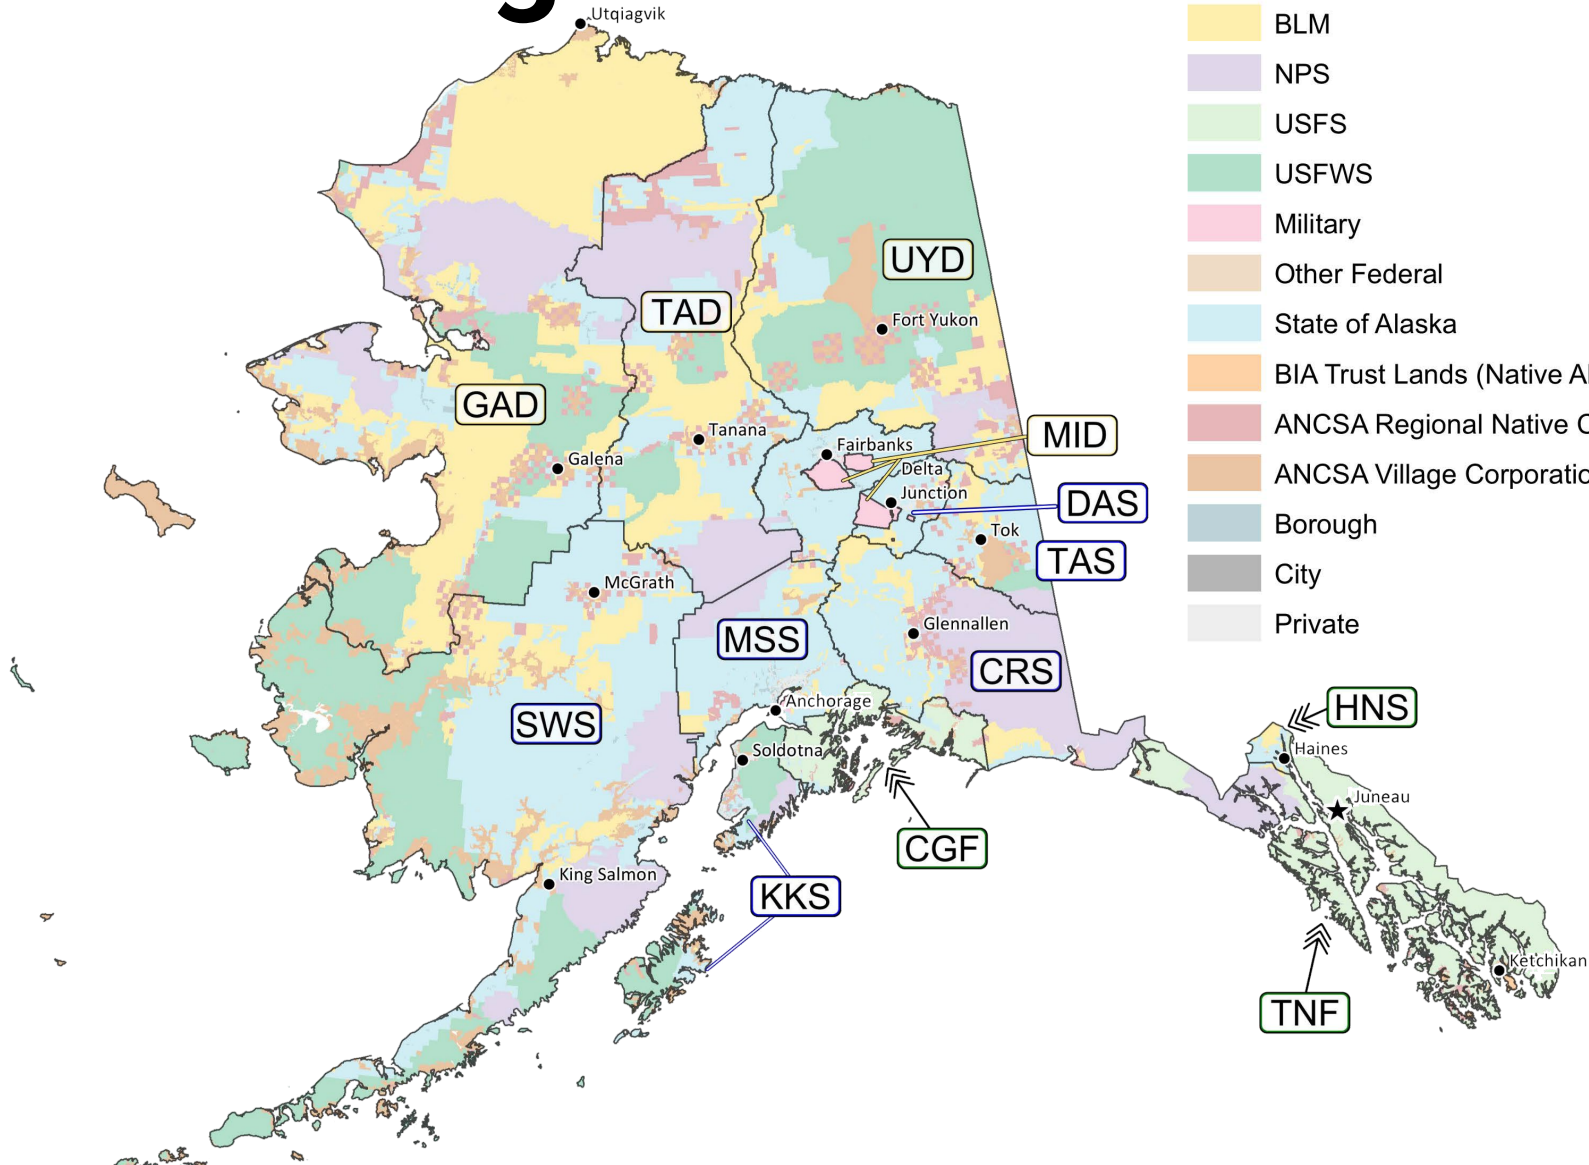 Utqiagvik
BLM
NPS
USFS
USFWS
Military
Other Federal
State of Alaska
BIA Trust Lands (Native
ANCSA Regional Native
ANCSA Village
Borough
City
Private
UYD
TAD
Fort Yukon
GAD
Tanana
Galena
Fairbanks
MID
Delta
Junction
DAS
Tok
TAS
McGrath
Glennallen
MSS
CRS
Anchorage
SWS
Soldotna
HNS
Haines
Juneau
CGF
King Salmon
KKS
Ketchikan
TNF